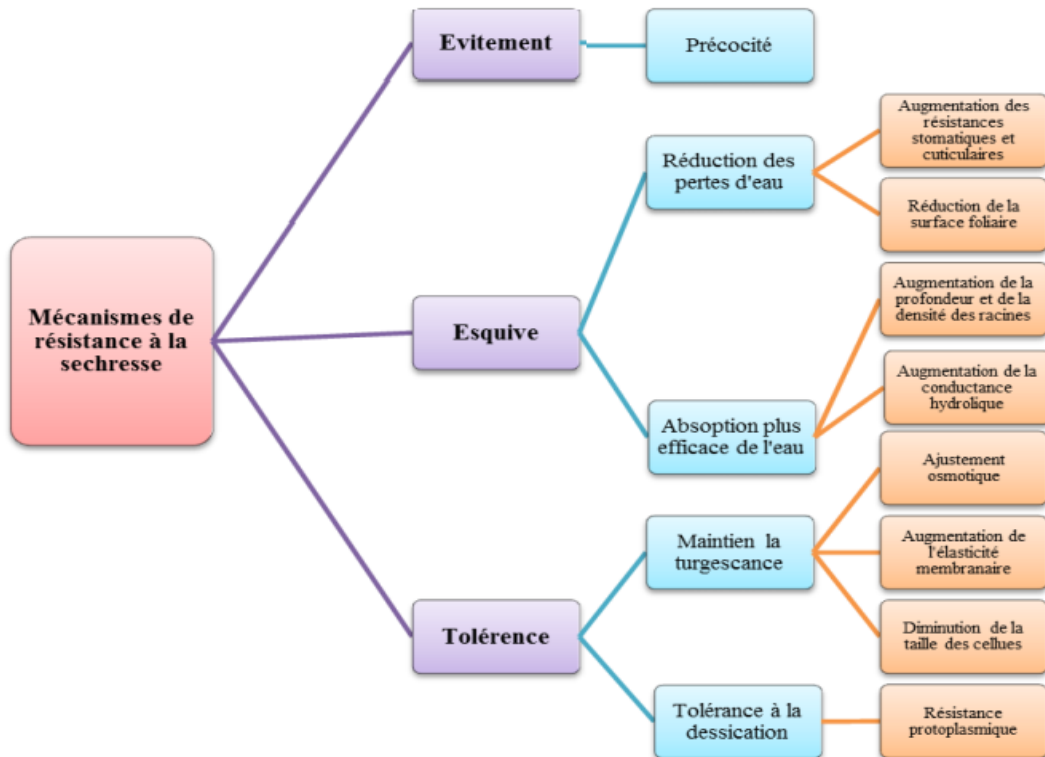 Mécanismes de
résistance à la
sechresse
Evitement
Précocité
Esquive
Réduction des
pertes d'eau
Augmentation des
résistances
stomatiques et
cuticulaires
Réduction de la
surface foliaire
Absoption plus
efficace de l'eau
Augmentation de la
profondeur et de la
densité des racines
Augmentation de la
conductance
hydrolique
Tolérence
Maintien la
turgescance
Ajustement
osmotique
Augmentation de
l'élasticité
membranaire
Diminution de la
taille des cellues
Tolérance à la
dessication
Résistance
protoplasmique